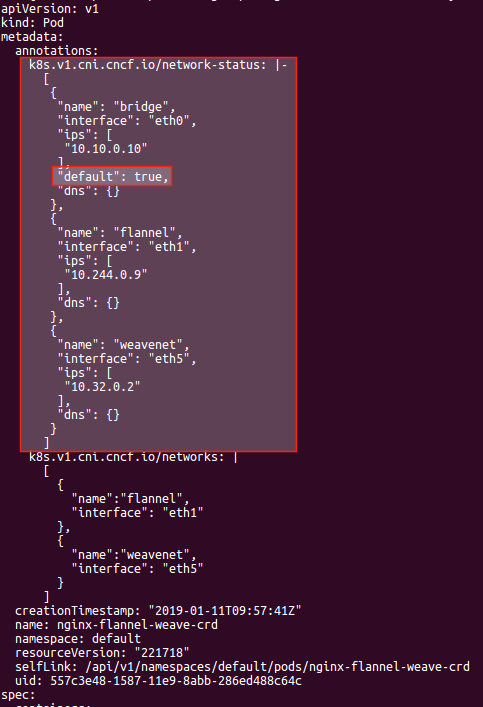 apiVersion: v1
kind: Pod
metadata:
  annotations:
    k8s.v1.cni.cncf.io/network-status: |-
      [
       {
        "name": "bridge",
        "interface": "eth0",
        "ips": [
         "10.10.0.10"
        ],
        "default": true,
        "dns": {}
       },
       {
        "name": "flannel",
        "interface": "eth1",
        "ips": [
         "10.244.0.9"
        ],
        "dns": {}
       },
       {
        "name": "weavenet",
        "interface": "eth5",
        "ips": [
         "10.32.0.2"
        ],
        "dns": {}
       }
      ]
    k8s.v1.cni.cncf.io/networks: |
      [
        {
          "name":"flannel",
          "interface": "eth1"
        },
        {
          "name":"weavenet",
          "interface": "eth5"
        }
      ]
  creationTimestamp: "2019-01-11T09:57:41Z"
  name: nginx-flannel-weave-crd
  namespace: default
  resourceVersion: "221718"
  selfLink: /api/v1/namespaces/default/pods/nginx-flannel-weave-crd
  uid: 557c3e48-1587-11e9-8abb-286ed488c64c
spec: